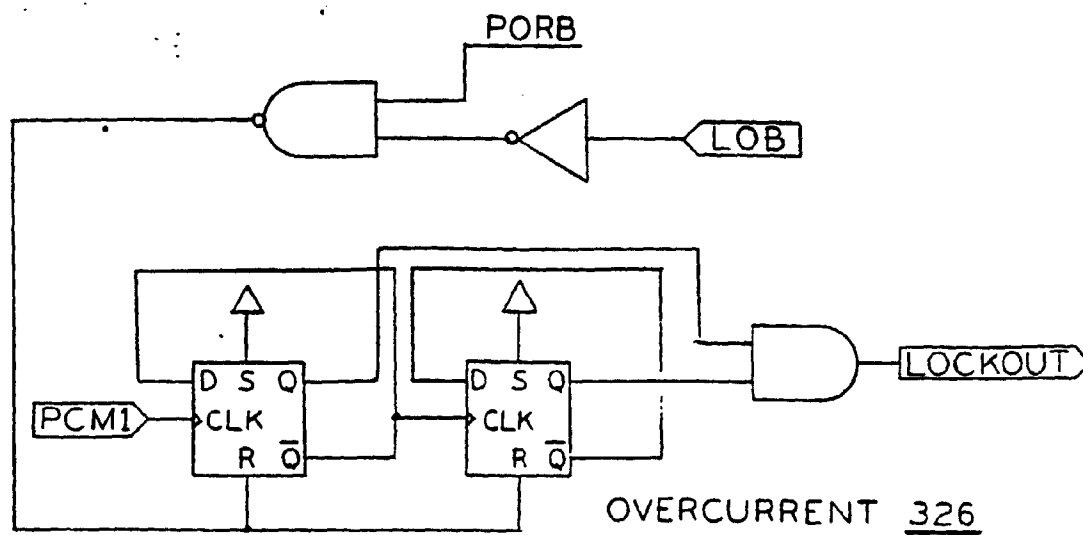 PORB
LOB
D S Q
CLK
R Q̅
D S Q
CLK
R Q̅
PCM1
LOCKOUT
OVERCURRENT 326